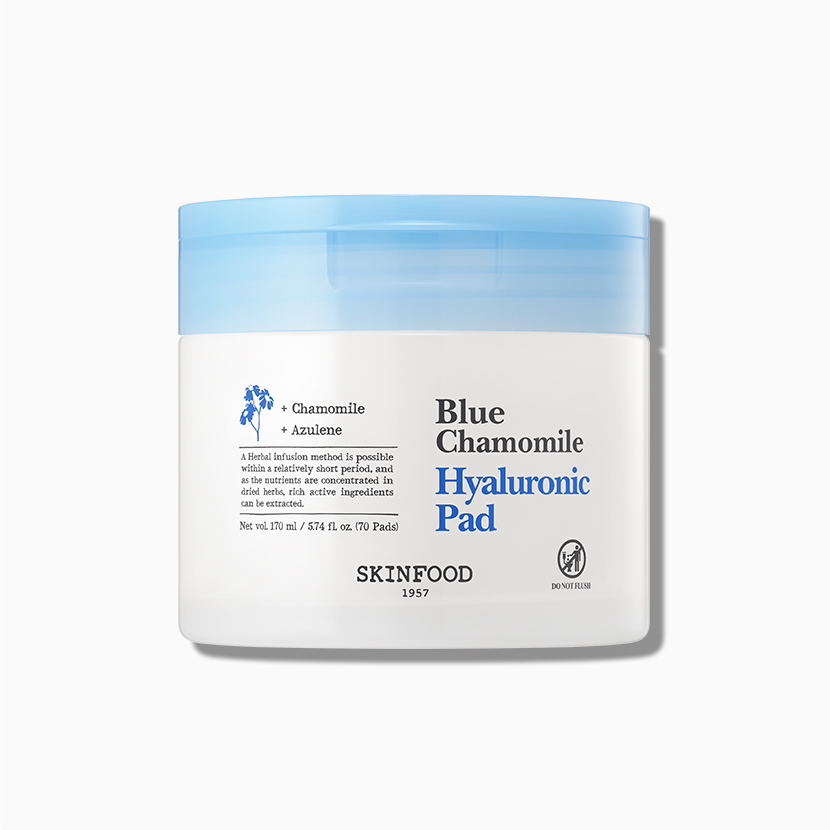 + Chamomile
+ Azulene
A Herbal infusion method is possible
within a relatively short period, and
as the nutrients are concentrated in
dried herbs, rich active ingredients
can be extracted.
Net vol. 170 ml / 5.74 fl. oz. (70 Pads)
Blue
Chamomile
Hyaluronic
Pad
DO NOT FLUSH
SKINFOOD
1957